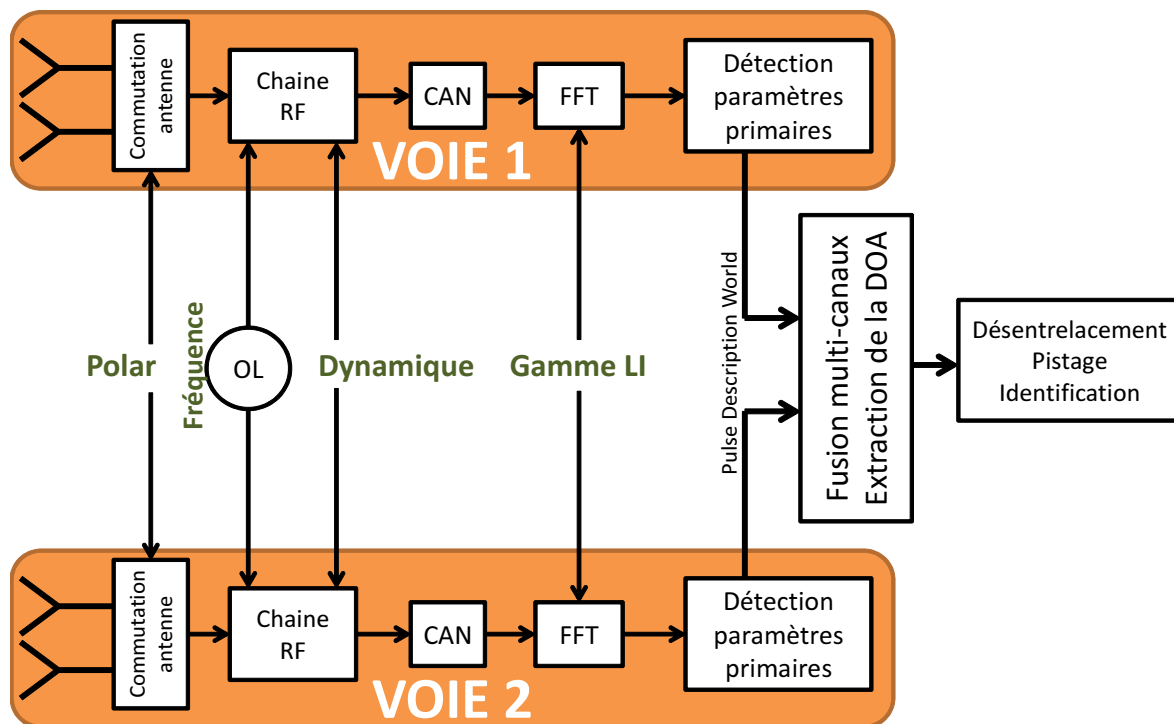 Commutation
antenne
Chaine
RF
CAN
FFT
Détection
paramètres
primaires
VOIE 1
Polar
Fréquence
OL
Dynamique
Gamme LI
Pulse Description World
Fusion multi-canaux
Extraction de la DOA
Désentrelacement
Pistage
Identification
Commutation
antenne
Chaine
RF
CAN
FFT
Détection
paramètres
primaires
VOIE 2